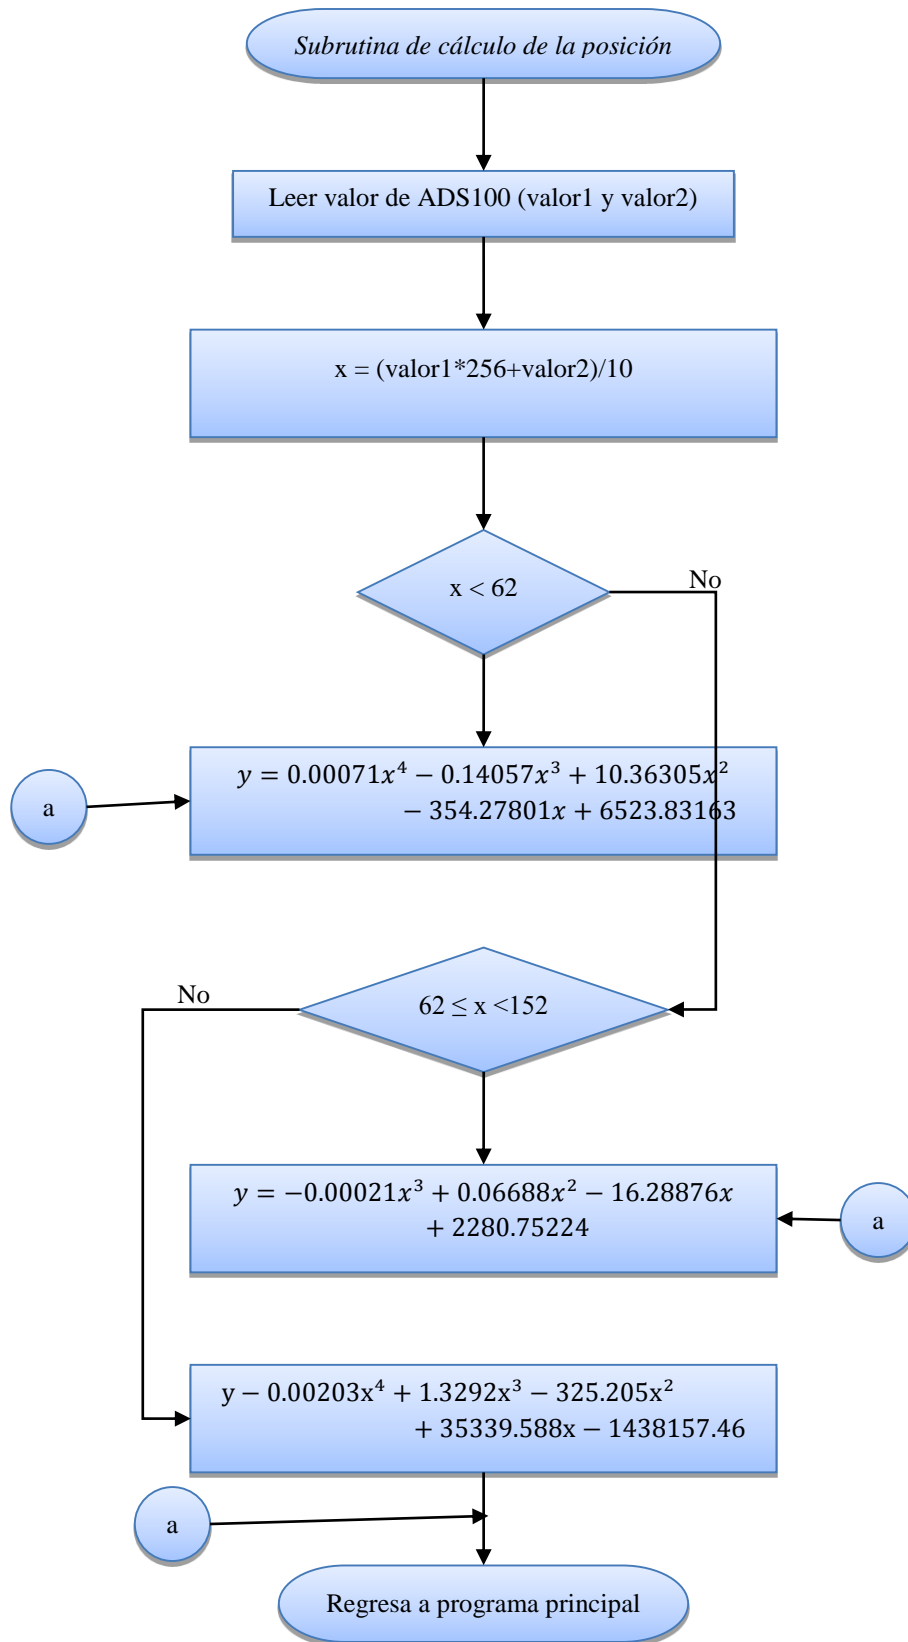 Subrutina de cálculo de la posición
Leer valor de ADS100 (valor1 y valor2)
x = (valor1*256+valor2)/10
x < 62
No
y = 0.00071x⁴ − 0.14057x³ + 10.36305x²
− 354.27801x + 6523.83163
a
No
62 ≤ x <152
y = −0.00021x³ + 0.06688x² − 16.28876x
+ 2280.75224
a
y − 0.00203x⁴ + 1.3292x³ − 325.205x²
+ 35339.588x − 1438157.46
a
Regresa a programa principal